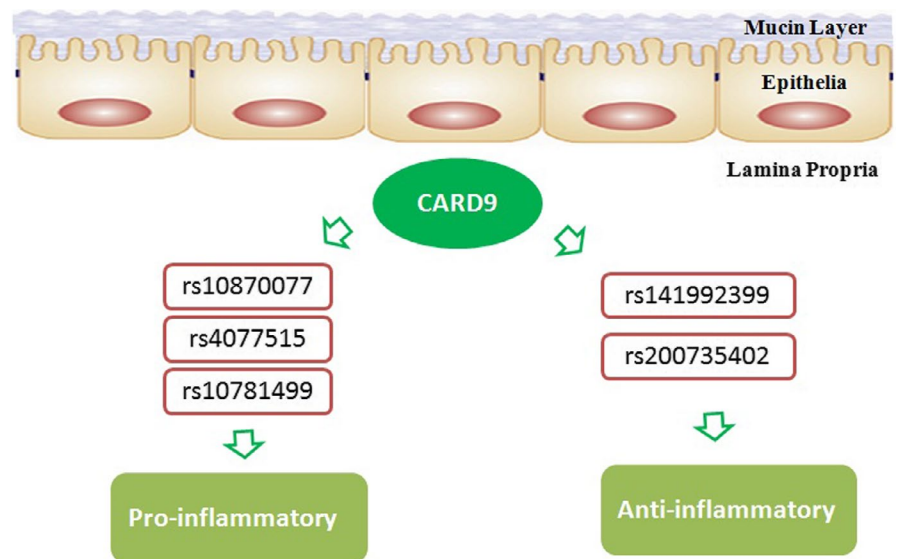 Mucin Layer
Epithelia
Lamina Propria
CARD9
rs10870077
rs4077515
rs10781499
rs141992399
rs200735402
Pro-inflammatory
Anti-inflammatory